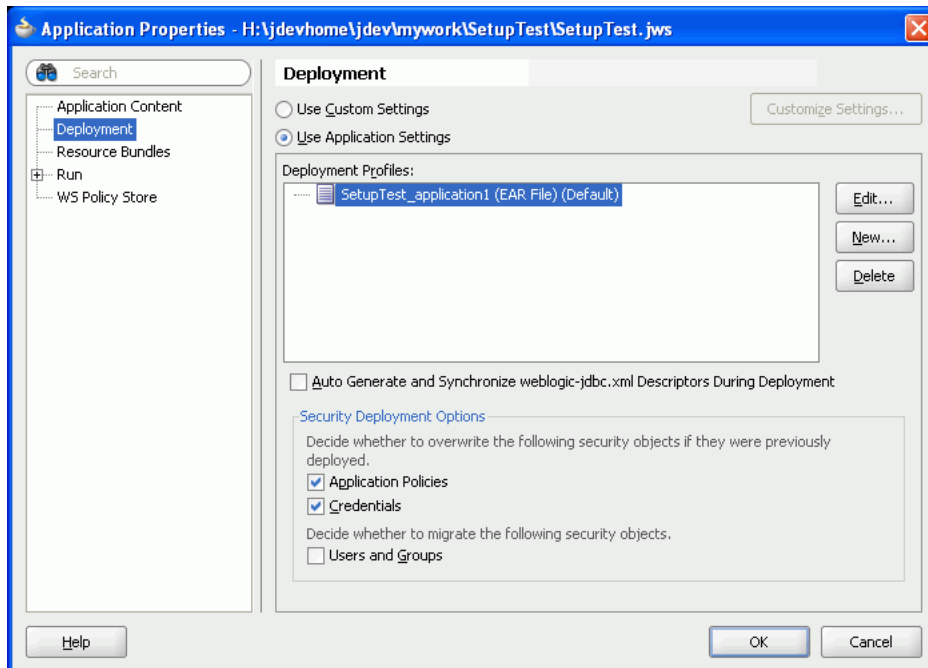 Application Properties - H:\jdevhome\jdev\mywork\SetupTest\SetupTest.jws
Search
Application Content
Deployment
Resource Bundles
Run
WS Policy Store
Deployment
Use Custom Settings
Customize Settings...
Use Application Settings
Deployment Profiles:
SetupTest_application1 (EAR File) (Default)
Edit...
New...
Delete
Auto Generate and Synchronize weblogic-jdbc.xml Descriptors During Deployment
Security Deployment Options
Decide whether to overwrite the following security objects if they were previously
deployed.
Application Policies
Credentials
Decide whether to migrate the following security objects.
Users and Groups
Help
OK
Cancel